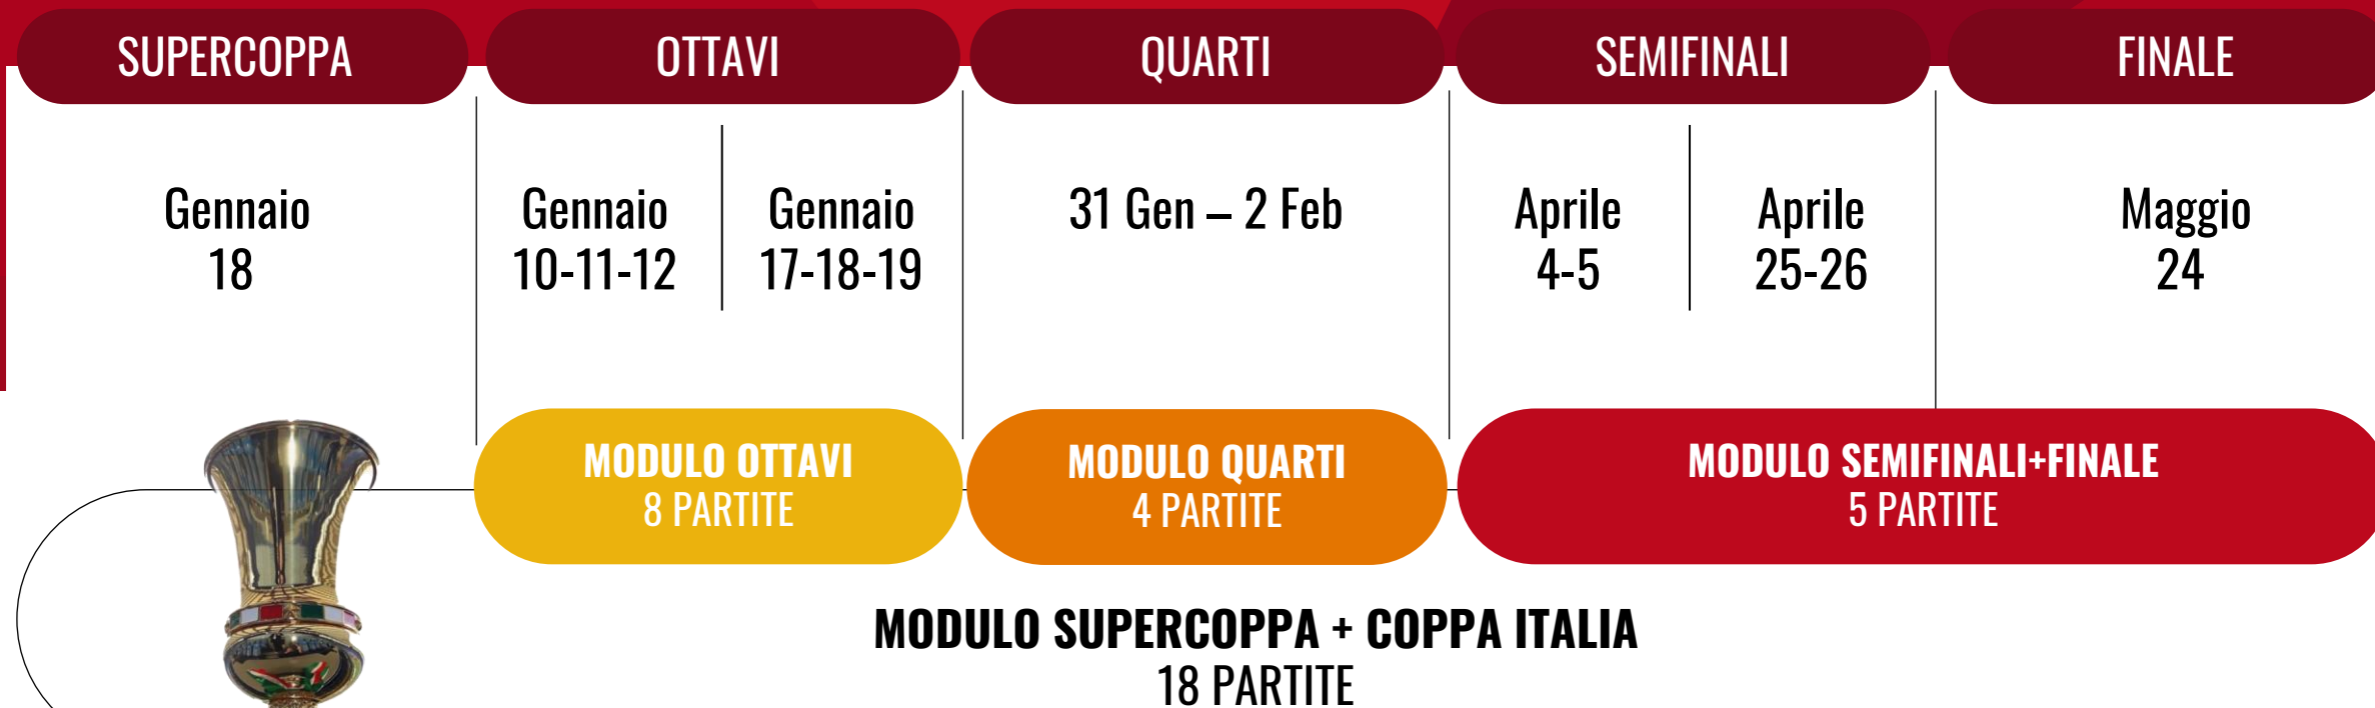 SUPERCOPPA
OTTAVI
QUARTI
SEMIFINALI
FINALE
Gennaio
18
Gennaio
10-11-12
Gennaio
17-18-19
31 Gen – 2 Feb
Aprile
4-5
Aprile
25-26
Maggio
24
MODULO OTTAVI
8 PARTITE
MODULO QUARTI
4 PARTITE
MODULO SEMIFINALI+FINALE
5 PARTITE
MODULO SUPERCOPPA + COPPA ITALIA
18 PARTITE